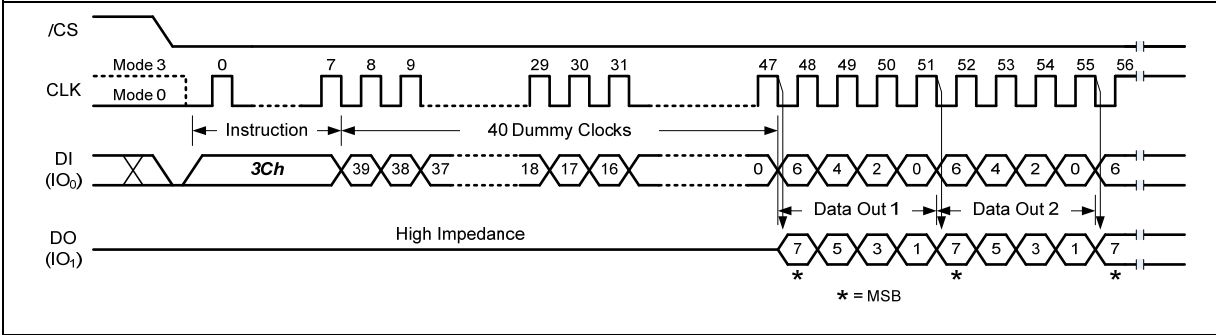 /CS
Mode 3 0 7 8 9 29 30 31 47 48 49 50 51 52 53 54 55 56
CLK
Mode 0
Instruction 40 Dummy Clocks
DI
(IO0)
3Ch 39 38 37 18 17 16 0 6 4 2 0 6 4 2 0 6
Data Out 1 Data Out 2
High Impedance
DO
(IO1)
7 5 3 1 7 5 3 1 7
* * *
* = MSB